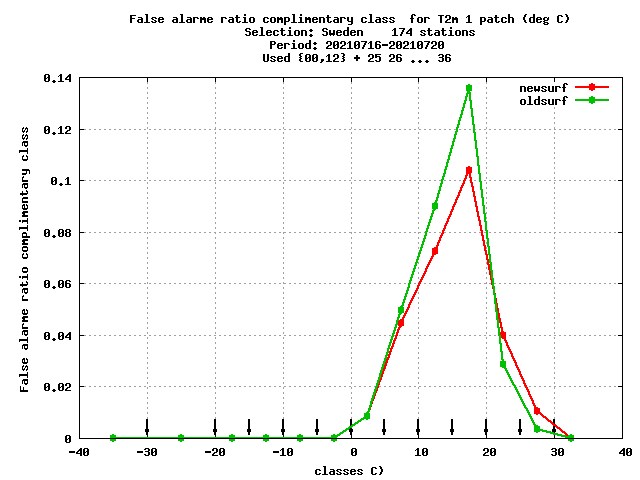 False alarme ratio complimentary class  for T2m 1 patch (deg C)
Selection: Sweden    174 stations
Period: 20210716-20210720
Used {00,12} + 25 26 ... 36
newsurf
oldsurf
False alarme ratio complimentary class
0.14
0.12
0.1
0.08
0.06
0.04
0.02
0
-40 -30 -20 -10 0 10 20 30 40
classes C)